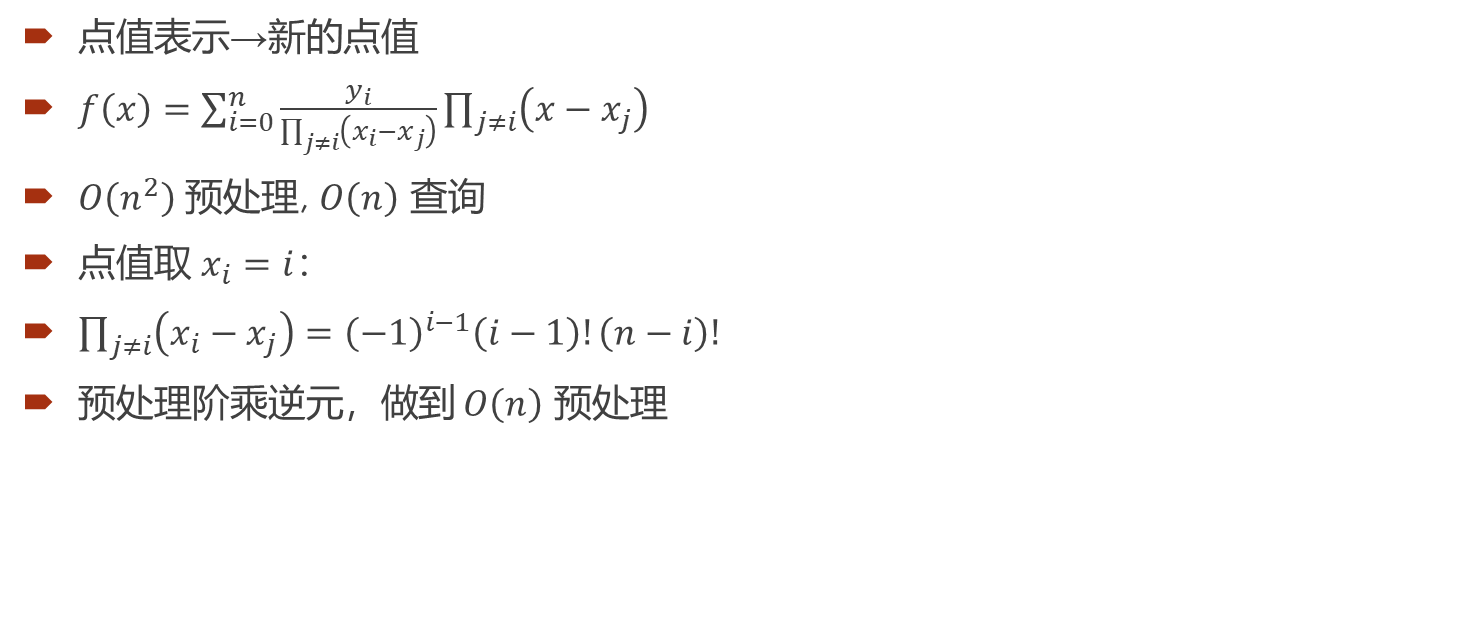 点值表示→新的点值
f(x) = ∑_{i=0}^{n} \frac{y_i}{∏_{j≠i}(x_i−x_j)} ∏_{j≠i}(x − x_j)
O(n²) 预处理, O(n) 查询
点值取 x_i = i：
∏_{j≠i}(x_i − x_j) = (−1)^{i−1}(i − 1)! (n − i)!
预处理阶乘逆元，做到 O(n) 预处理